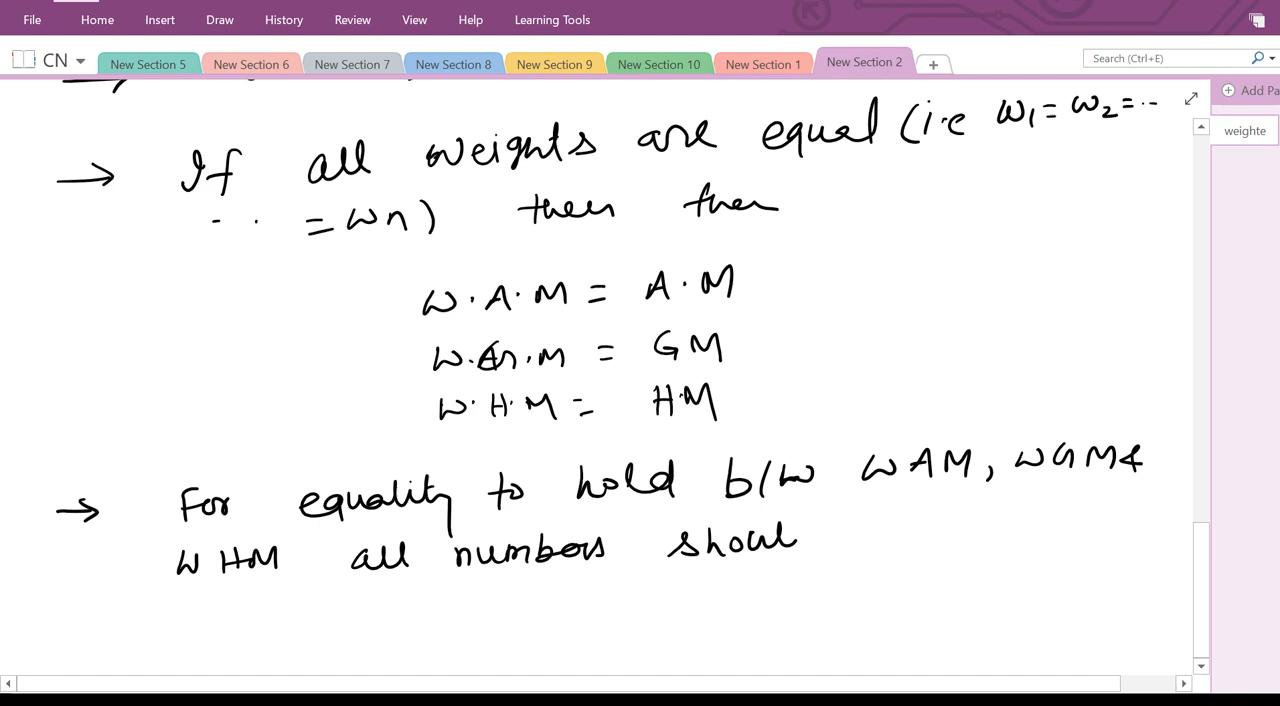 File Home Insert Draw History Review View Help Learning Tools
CN New Section 5 New Section 6 New Section 7 New Section 8 New Section 9 New Section 10 New Section 1 New Section 2 + Search (Ctrl+E)
+ Add Pa
weighte
→ If all weights are equal (i.e w1 = w2 = ...
.. = wn) then then
W.A.M = A.M
W.G.M = GM
W.H.M = H.M
→ For equality to hold b/w WAM, WGM &
WHM all numbers shoul